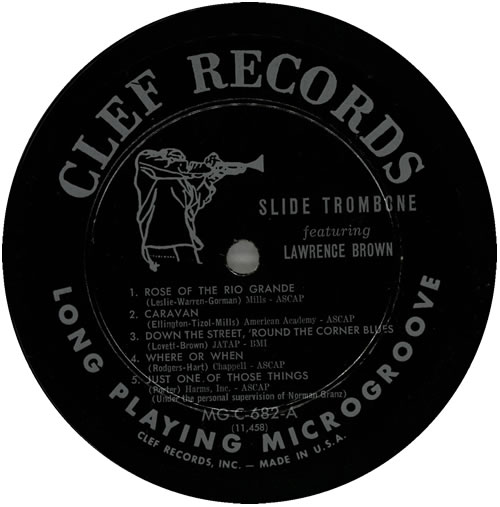 CLEF RECORDS
SLIDE TROMBONE
featuring
LAWRENCE BROWN
1. ROSE OF THE RIO GRANDE
(Leslie-Warren-Gorman) Mills - ASCAP
2. CARAVAN
(Ellington-Tizol-Mills) American Academy - ASCAP
3. DOWN THE STREET, 'ROUND THE CORNER BLUES
(Lovett-Brown) JATAP - BMI
4. WHERE OR WHEN
(Rodgers-Hart) Chappell - ASCAP
5. JUST ONE OF THOSE THINGS
(Porter) Harms, Inc. - ASCAP
(Under the personal supervision of Norman Granz)
MG C-682-A
(11,458)
LONG PLAYING MICROGROOVE
CLEF RECORDS, INC. — MADE IN U.S.A.